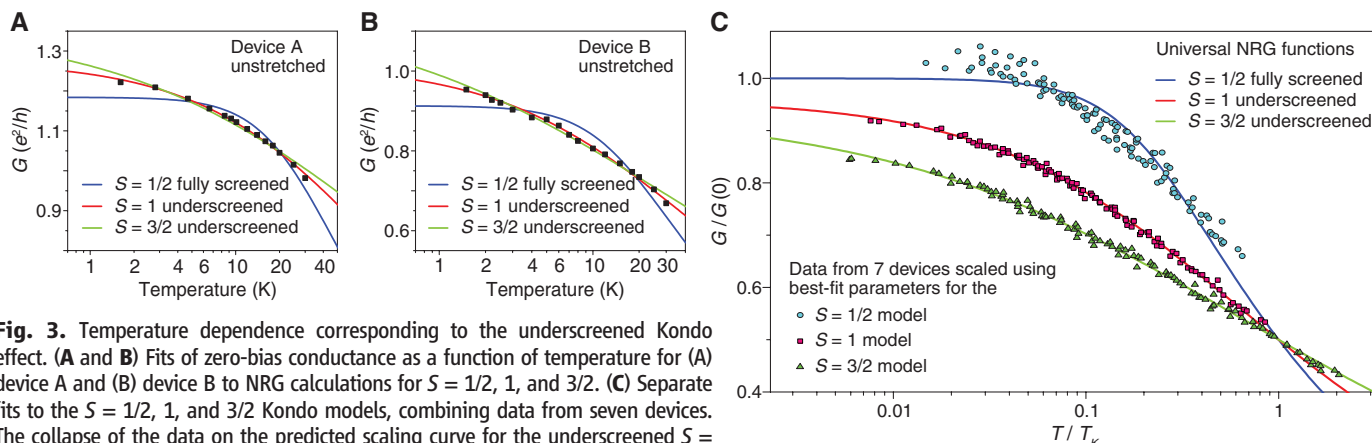 A
1.3
1.1
0.9
G (e²/h)
Device A
unstretched
S = 1/2 fully screened
S = 1 underscreened
S = 3/2 underscreened
1 2 4 6 10 20 40
Temperature (K)
B
1.0
0.8
0.6
G (e²/h)
Device B
unstretched
S = 1/2 fully screened
S = 1 underscreened
S = 3/2 underscreened
1 2 4 6 10 20 30
Temperature (K)
Fig. 3. Temperature dependence corresponding to the underscreened Kondo
effect. (A and B) Fits of zero-bias conductance as a function of temperature for (A)
device A and (B) device B to NRG calculations for S = 1/2, 1, and 3/2. (C) Separate
fits to the S = 1/2, 1, and 3/2 Kondo models, combining data from seven devices.
The collapse of the data on the predicted scaling curve for the underscreened S =
C
1.0
0.8
0.6
0.4
G / G (0)
Universal NRG functions
S = 1/2 fully screened
S = 1 underscreened
S = 3/2 underscreened
Data from 7 devices scaled using
best-fit parameters for the
S = 1/2 model
S = 1 model
S = 3/2 model
0.01 0.1 1
T / T_K